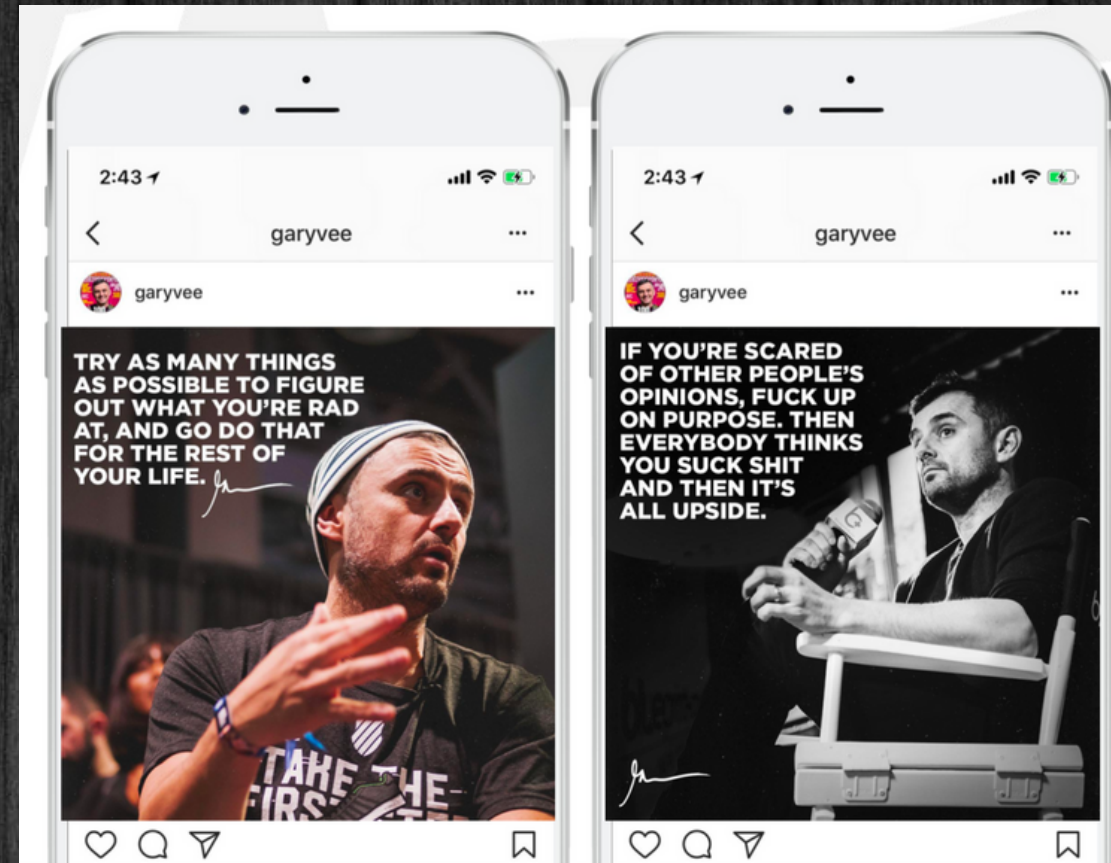 2:43
garyvee
garyvee
TRY AS MANY THINGS
AS POSSIBLE TO FIGURE
OUT WHAT YOU'RE RAD
AT, AND GO DO THAT
FOR THE REST OF
YOUR LIFE.
TAKE THE
FIRST
2:43
garyvee
garyvee
IF YOU'RE SCARED
OF OTHER PEOPLE'S
OPINIONS, FUCK UP
ON PURPOSE. THEN
EVERYBODY THINKS
YOU SUCK SHIT
AND THEN IT'S
ALL UPSIDE.